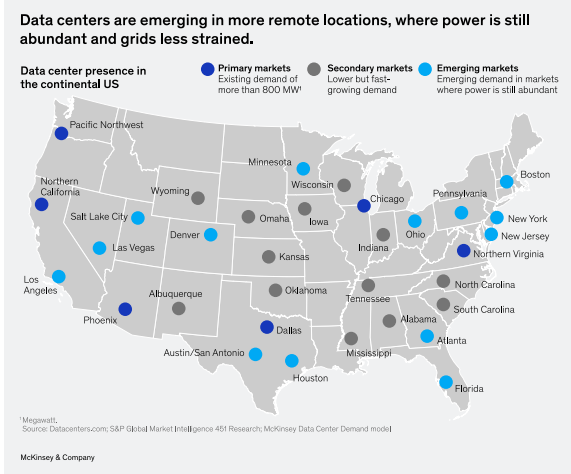 Data centers are emerging in more remote locations, where power is still
abundant and grids less strained.
Data center presence in
the continental US
Primary markets
Existing demand of
more than 800 MW¹
Secondary markets
Lower but fast-
growing demand
Emerging markets
Emerging demand in markets
where power is still abundant
Pacific Northwest
Minnesota
Boston
Wisconsin
Northern
California
Wyoming
Chicago
Pennsylvania
Salt Lake City
Omaha
Iowa
New York
Denver
Indiana
Ohio
New Jersey
Las Vegas
Kansas
Northern Virginia
Los
Angeles
Albuquerque
Oklahoma
Tennessee
North Carolina
Phoenix
Dallas
Alabama
South Carolina
Austin/San Antonio
Mississippi
Atlanta
Houston
Florida
¹Megawatt.
Source: Datacenters.com; S&P Global Market Intelligence 451 Research; McKinsey Data Center Demand model
McKinsey & Company